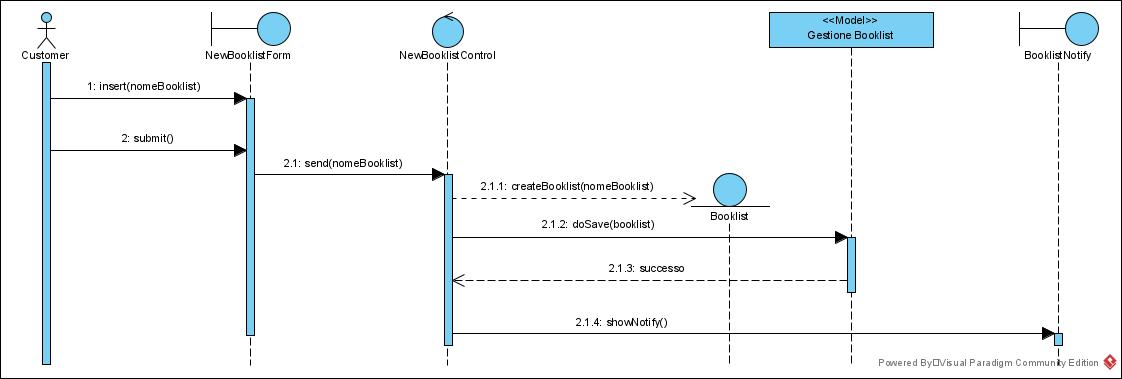 <<Model>>
Gestione Booklist
Customer
NewBooklistForm
NewBooklistControl
BooklistNotify
1: insert(nomeBooklist)
2: submit()
2.1: send(nomeBooklist)
2.1.1: createBooklist(nomeBooklist)
Booklist
2.1.2: doSave(booklist)
2.1.3: successo
2.1.4: showNotify()
Powered By□Visual Paradigm Community Edition